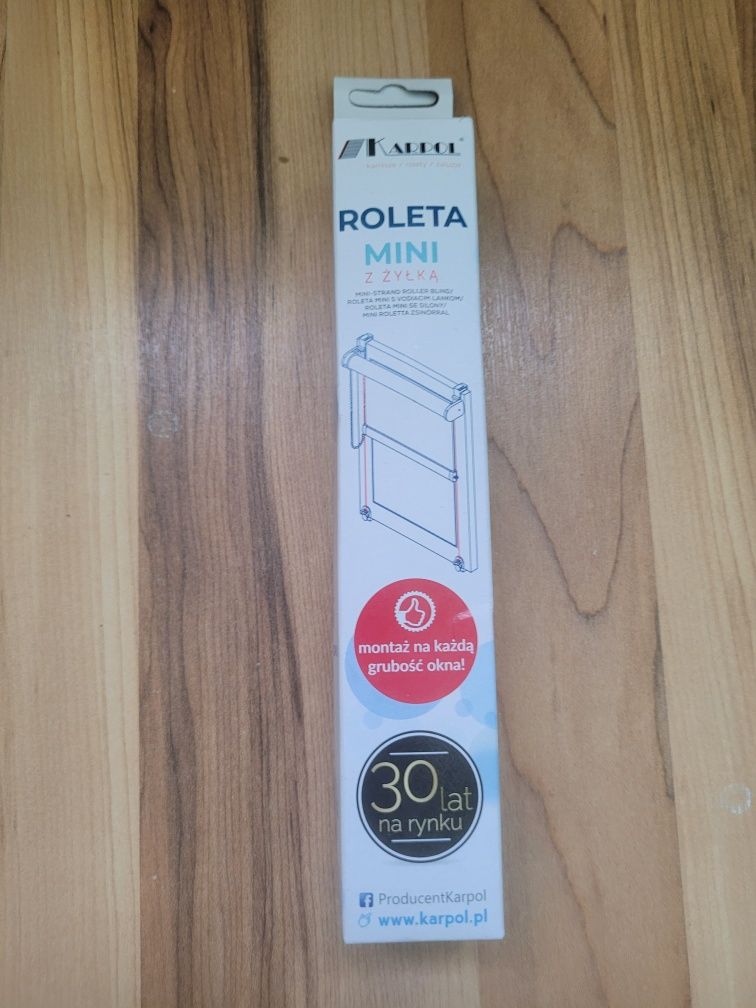 KARPOL®
karnisze / rolety / żaluzje
ROLETA
MINI
Z ŻYŁKĄ
MINI-STRAND ROLLER BLIND/
ROLETA MINI S VODIACIM LANKOM/
ROLETA MINI SE SILONY/
MINI ROLETTA ZSINÓRRAL
montaż na każdą
grubość okna!
30 lat
na rynku
ProducentKarpol
www.karpol.pl